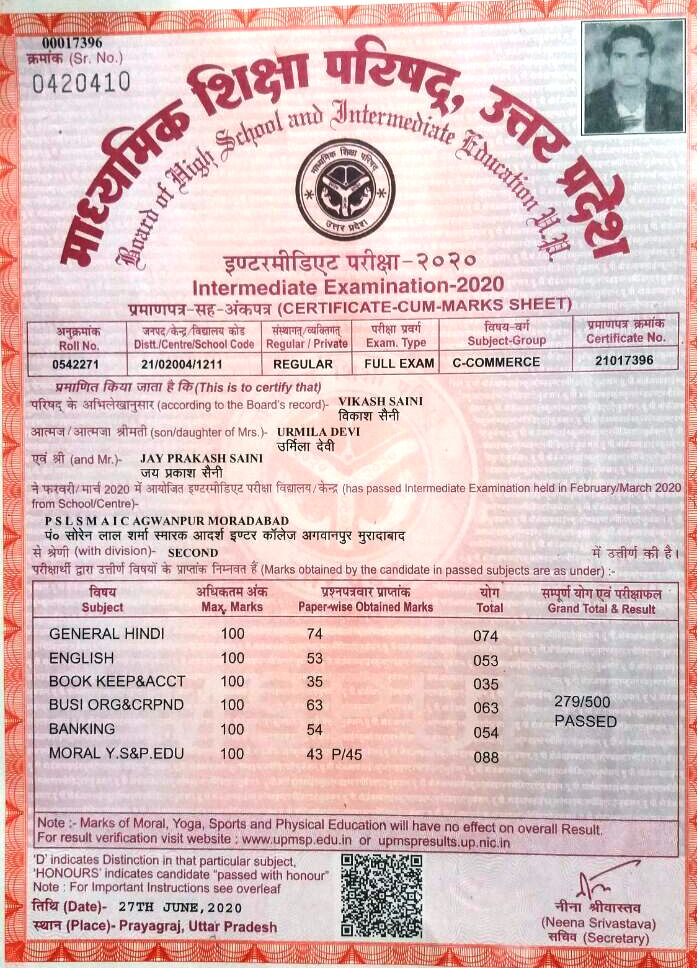 00017396
क्रमांक (Sr. No.)
0420410
माध्यमिक शिक्षा परिषद्, उत्तर प्रदेश
Board of High School and Intermediate Education U.P.
माध्यमिक शिक्षा परिषद
उत्तर प्रदेश
इण्टरमीडिएट परीक्षा-२०२०
Intermediate Examination-2020
प्रमाणपत्र-सह-अंकपत्र (CERTIFICATE-CUM-MARKS SHEET)
अनुक्रमांक जनपद/केन्द्र/विद्यालय कोड संस्थागत्/व्यक्तिगत् परीक्षा प्रवर्ग विषय-वर्ग प्रमाणपत्र क्रमांक
Roll No. Distt./Centre/School Code Regular / Private Exam. Type Subject-Group Certificate No.
0542271 21/02004/1211 REGULAR FULL EXAM C-COMMERCE 21017396
प्रमाणित किया जाता है कि (This is to certify that)
परिषद के अभिलेखानुसार (according to the Board's record)- VIKASH SAINI
विकाश सैनी
आत्मज/आत्मजा श्रीमती (son/daughter of Mrs.)- URMILA DEVI
उर्मिला देवी
एवं श्री (and Mr.)- JAY PRAKASH SAINI
जय प्रकाश सैनी
ने फरवरी/मार्च 2020 में आयोजित इण्टरमीडिएट परीक्षा विद्यालय/केन्द्र (has passed Intermediate Examination held in February/March 2020
from School/Centre)-
P S L S M A I C AGWANPUR MORADABAD
पं० सोरेन लाल शर्मा स्मारक आदर्श इण्टर कॉलेज अगवानपुर मुरादाबाद
से श्रेणी (with division)- SECOND में उत्तीर्ण की है।
परीक्षार्थी द्वारा उत्तीर्ण विषयों के प्राप्तांक निम्नवत हैं (Marks obtained by the candidate in passed subjects are as under) :-
विषय अधिकतम अंक प्रश्नपत्रवार प्राप्तांक योग सम्पूर्ण योग एवं परीक्षाफल
Subject Max. Marks Paper-wise Obtained Marks Total Grand Total & Result
GENERAL HINDI 100 74 074
ENGLISH 100 53 053
BOOK KEEP&ACCT 100 35 035
BUSI ORG&CRPND 100 63 063 279/500
BANKING 100 54 054 PASSED
MORAL Y.S&P.EDU 100 43 P/45 088
Note :- Marks of Moral, Yoga, Sports and Physical Education will have no effect on overall Result.
For result verification visit website : www.upmsp.edu.in or upmspresults.up.nic.in
'D' indicates Distinction in that particular subject,
'HONOURS' indicates candidate "passed with honour"
Note : For Important Instructions see overleaf
तिथि (Date)- 27TH JUNE,2020
स्थान (Place)- Prayagraj, Uttar Pradesh
नीना श्रीवास्तव
(Neena Srivastava)
सचिव (Secretary)